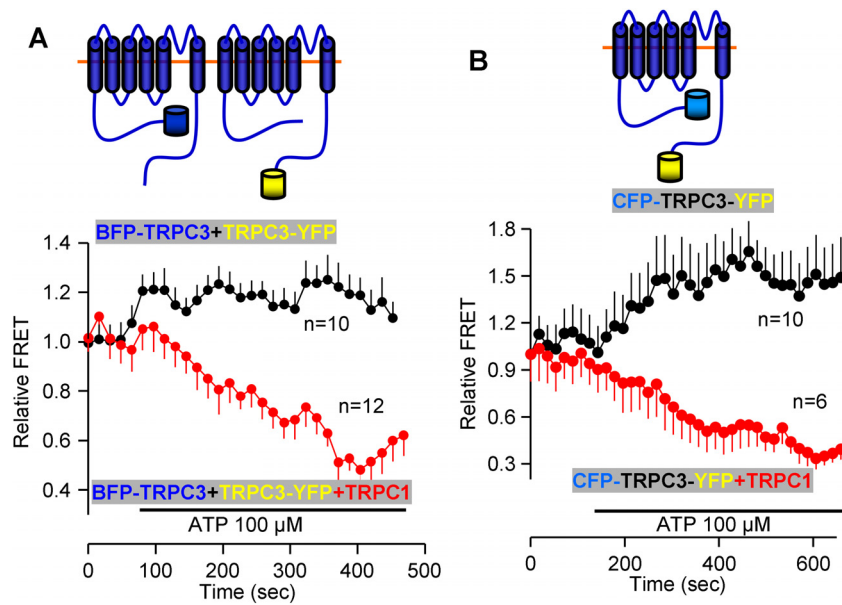 A
BFP-TRPC3+TRPC3-YFP
1.4
1.2
1.0
0.8
0.6
0.4
Relative FRET
n=10
n=12
BFP-TRPC3+TRPC3-YFP+TRPC1
ATP 100 µM
0 100 200 300 400 500
Time (sec)
B
CFP-TRPC3-YFP
1.8
1.5
1.2
0.9
0.6
0.3
Relative FRET
n=10
n=6
CFP-TRPC3-YFP+TRPC1
ATP 100 µM
0 200 400 600
Time (sec)